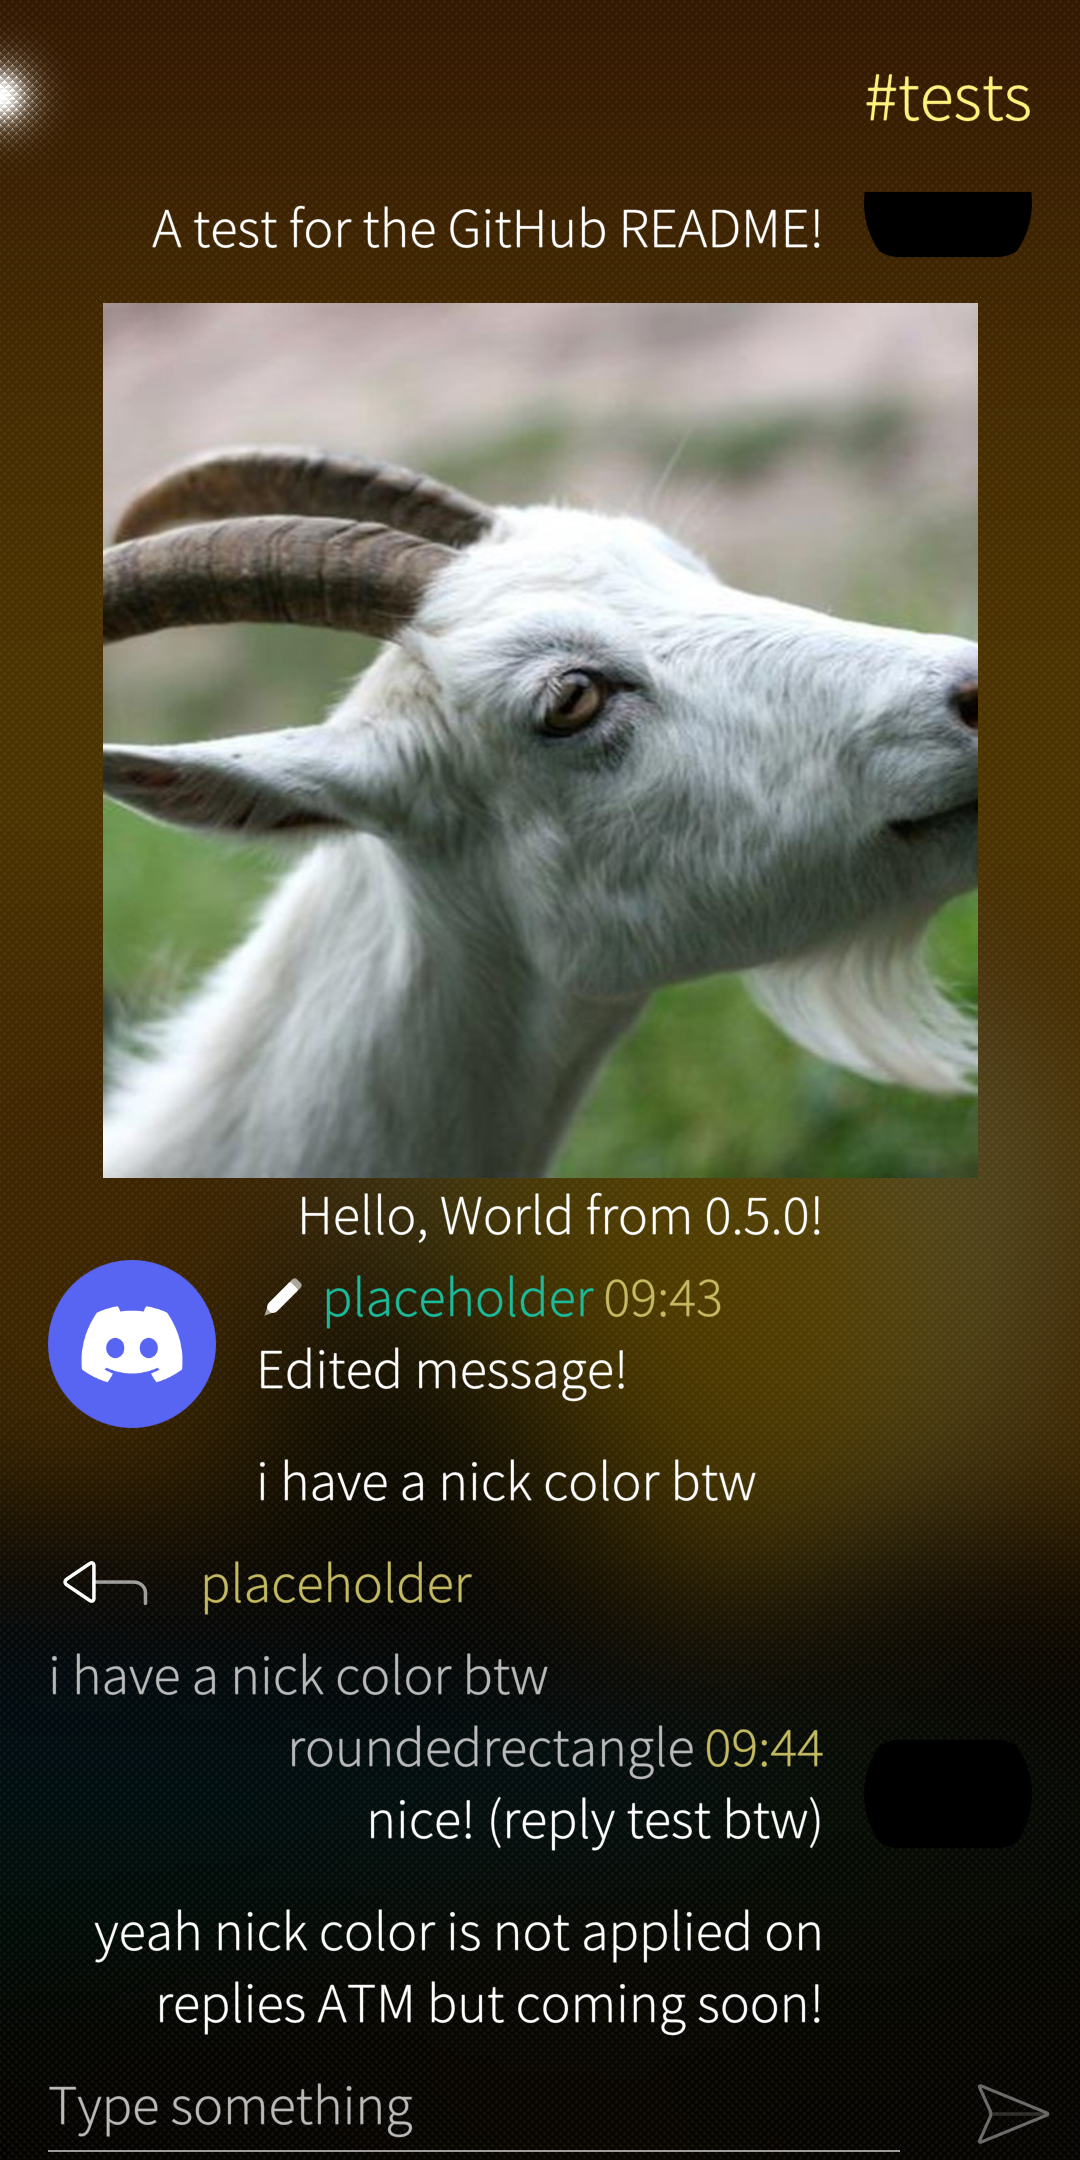 #tests
A test for the GitHub README!
Hello, World from 0.5.0!
placeholder 09:43
Edited message!
i have a nick color btw
placeholder
i have a nick color btw
roundedrectangle 09:44
nice! (reply test btw)
yeah nick color is not applied on
replies ATM but coming soon!
Type something